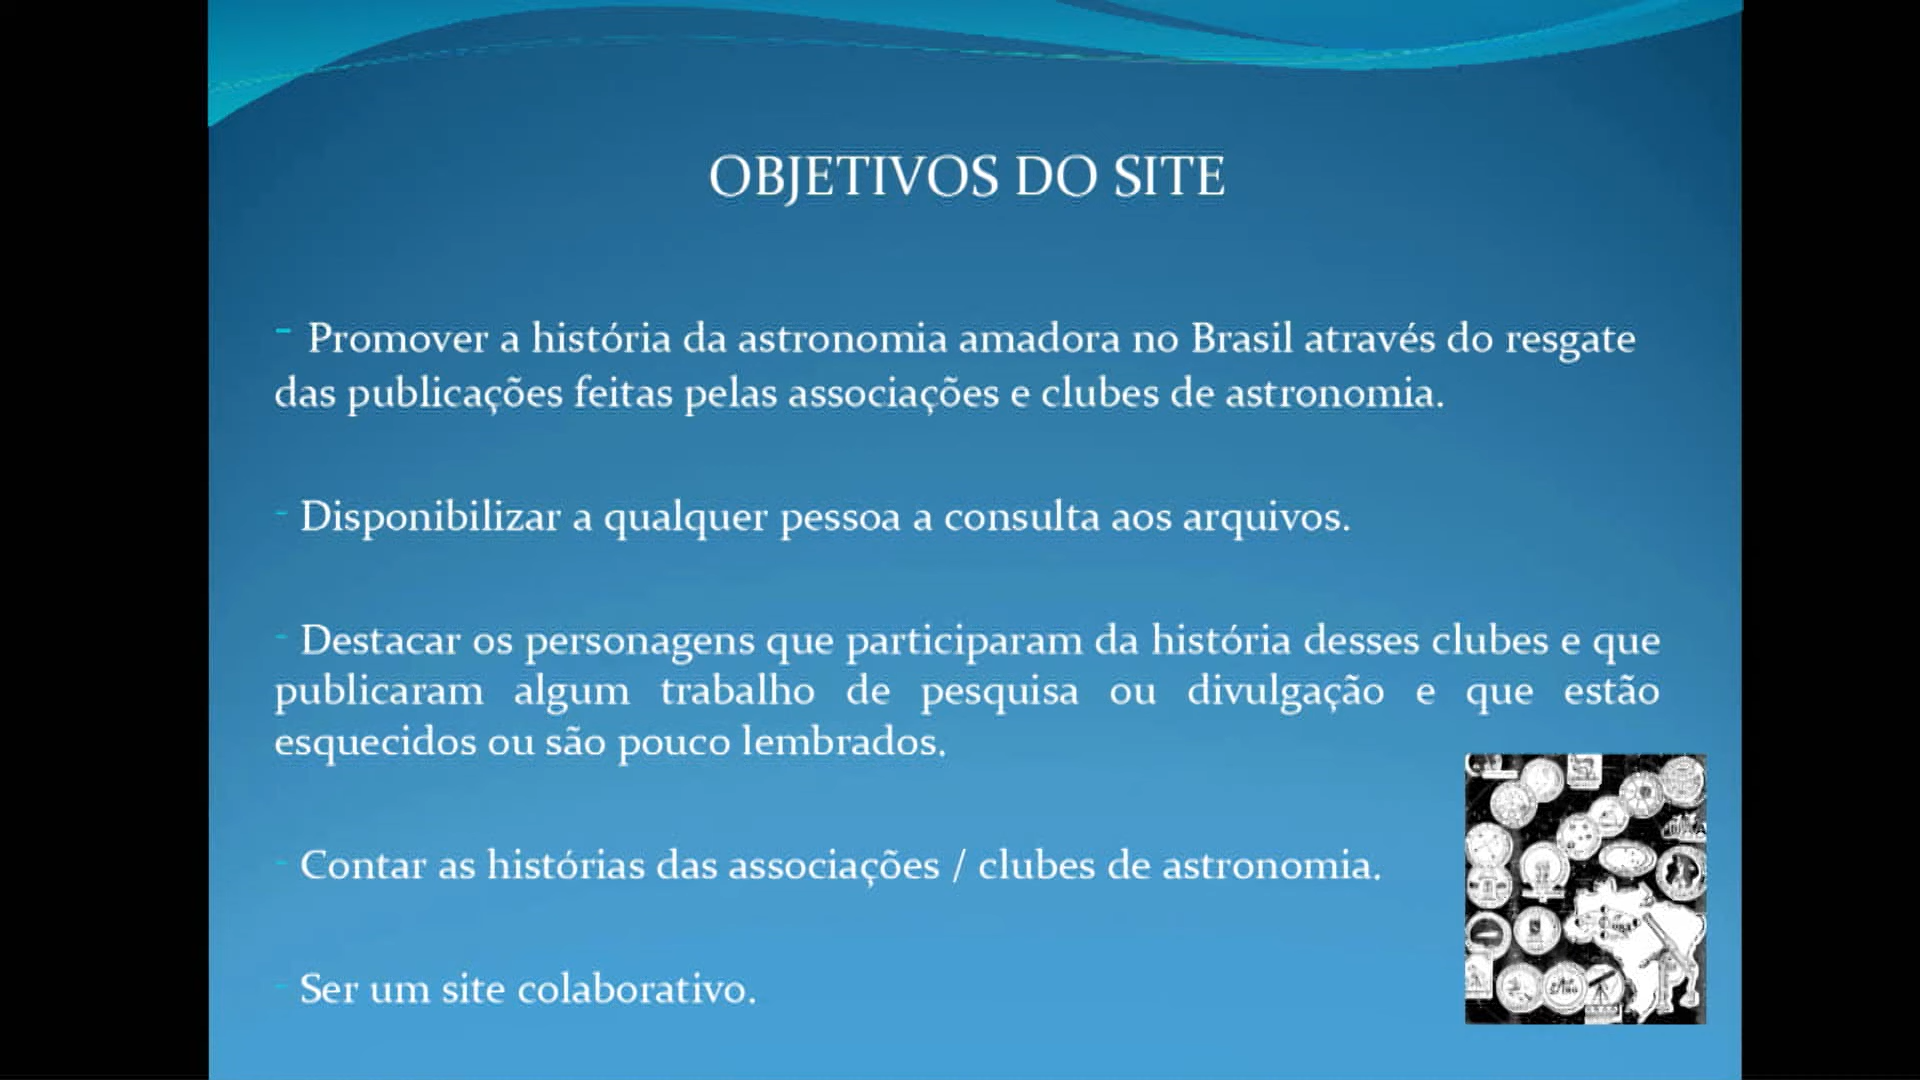 OBJETIVOS DO SITE
- Promover a história da astronomia amadora no Brasil através do resgate
das publicações feitas pelas associações e clubes de astronomia.
- Disponibilizar a qualquer pessoa a consulta aos arquivos.
- Destacar os personagens que participaram da história desses clubes e que
publicaram algum trabalho de pesquisa ou divulgação e que estão
esquecidos ou são pouco lembrados.
- Contar as histórias das associações / clubes de astronomia.
- Ser um site colaborativo.